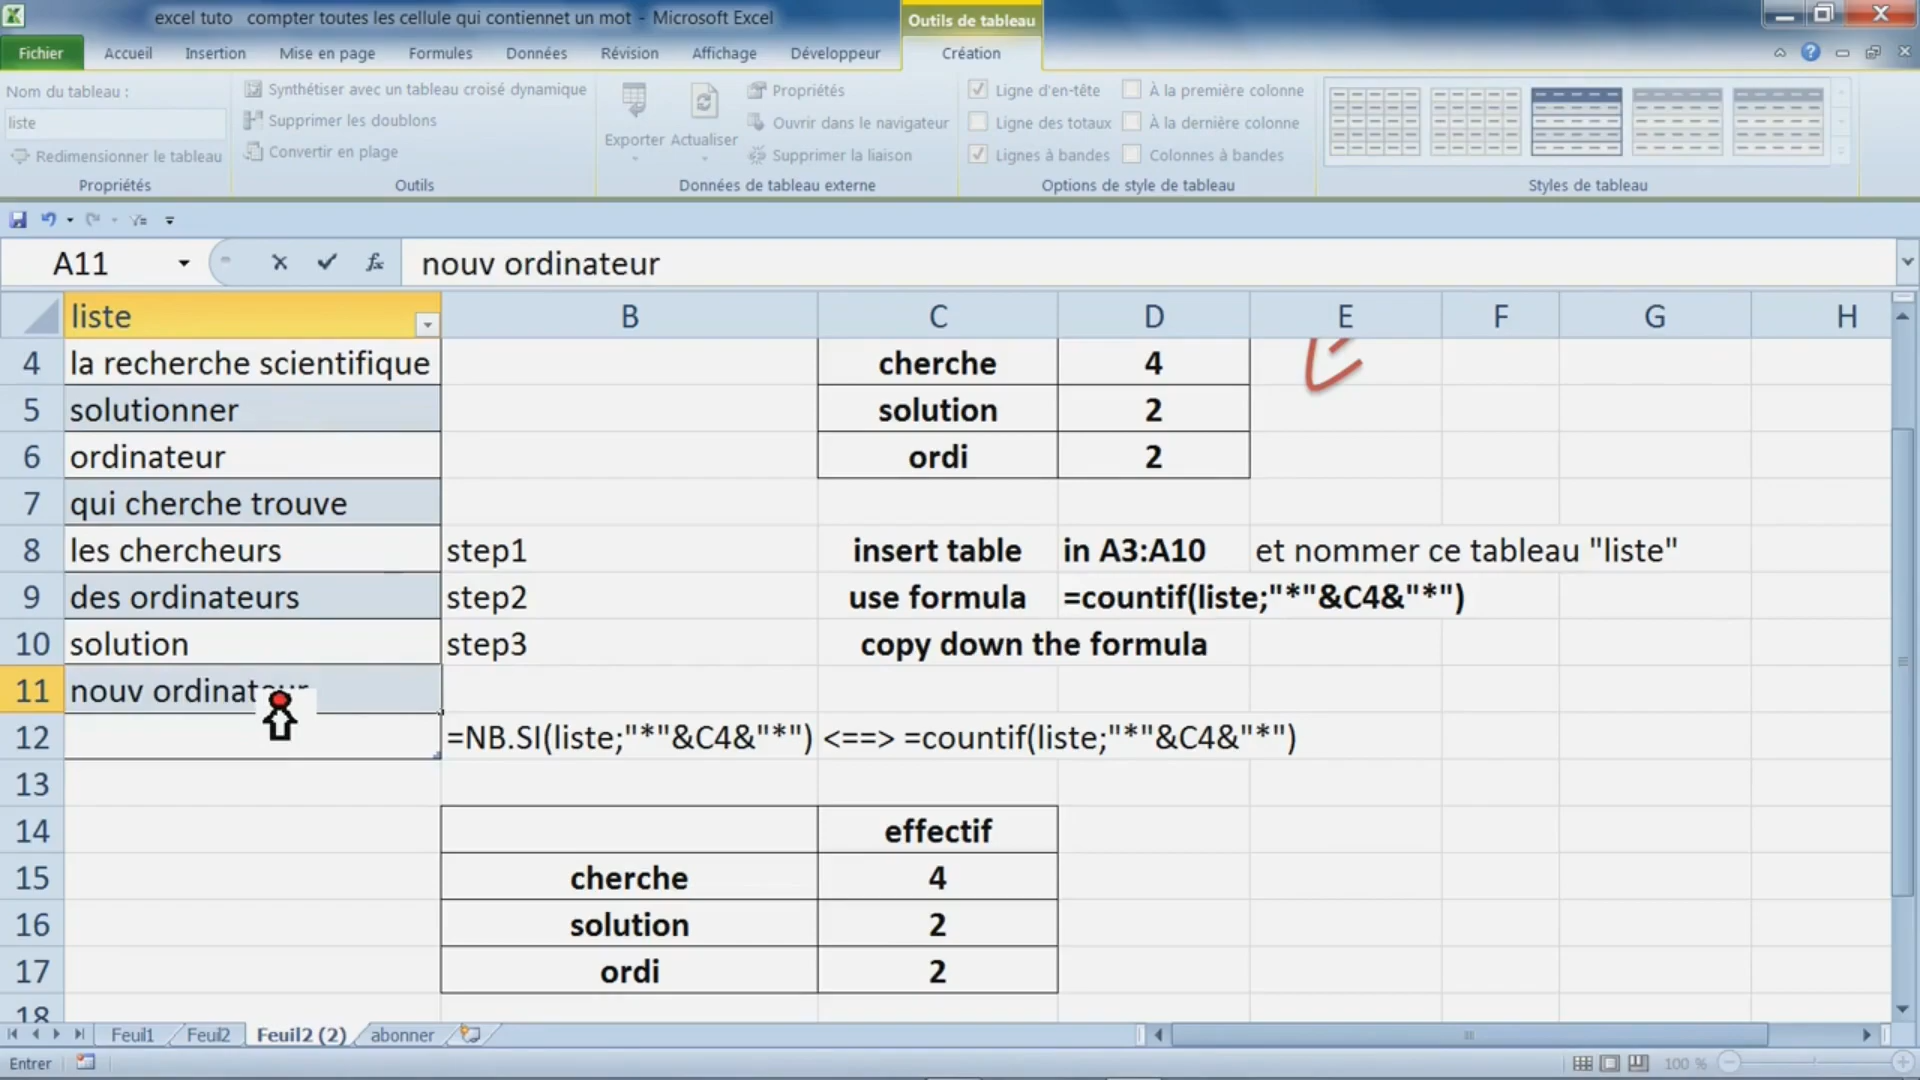 excel tuto compter toutes les cellule qui contiennet un mot - Microsoft Excel
Outils de tableau
Fichier Accueil Insertion Mise en page Formules Données Révision Affichage Développeur Création
Nom du tableau :
liste
Redimensionner le tableau
Propriétés
Synthétiser avec un tableau croisé dynamique
Supprimer les doublons
Convertir en plage
Outils
Exporter Actualiser
Propriétés
Ouvrir dans le navigateur
Supprimer la liaison
Données de tableau externe
Ligne d'en-tête À la première colonne
Ligne des totaux À la dernière colonne
Lignes à bandes Colonnes à bandes
Options de style de tableau
Styles de tableau
A11 fx nouv ordinateur
liste B C D E F G H
4 la recherche scientifique cherche 4
5 solutionner solution 2
6 ordinateur ordi 2
7 qui cherche trouve
8 les chercheurs step1 insert table in A3:A10 et nommer ce tableau "liste"
9 des ordinateurs step2 use formula =countif(liste;"*"&C4&"*")
10 solution step3 copy down the formula
11 nouv ordinateur
12 =NB.SI(liste;"*"&C4&"*") <==> =countif(liste;"*"&C4&"*")
13
14 effectif
15 cherche 4
16 solution 2
17 ordi 2
18
Feuil1 Feuil2 Feuil2 (2) abonner
Entrer 100 %